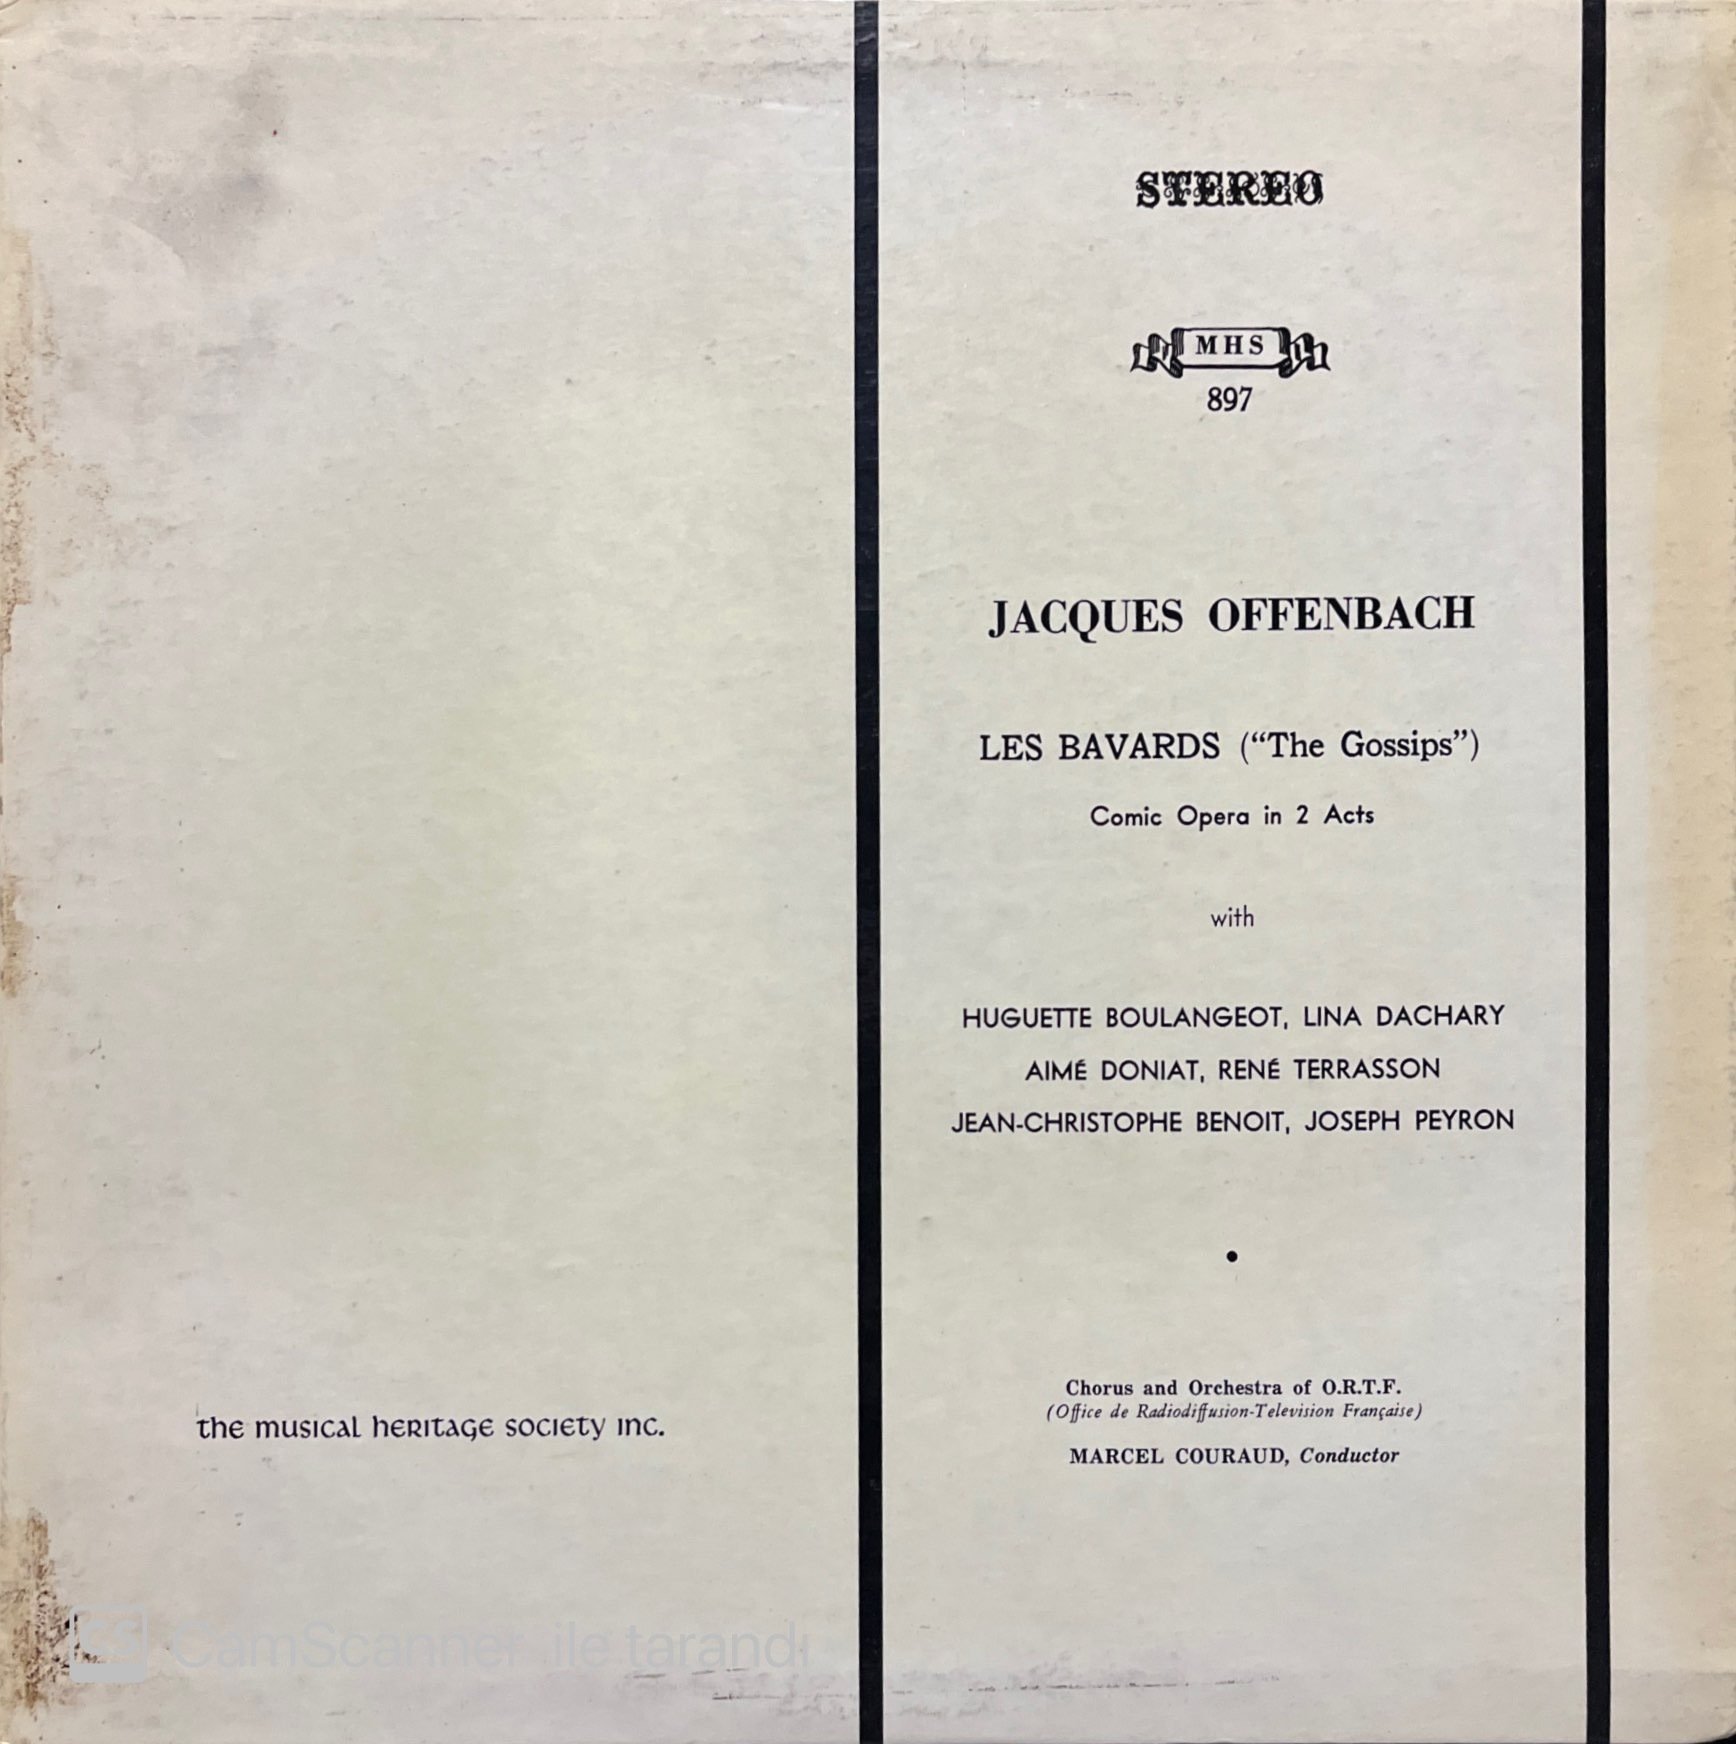 STEREO
MHS
897
JACQUES OFFENBACH
LES BAVARDS (“The Gossips”)
Comic Opera in 2 Acts
with
HUGUETTE BOULANGEOT, LINA DACHARY
AIMÉ DONIAT, RENÉ TERRASSON
JEAN-CHRISTOPHE BENOIT, JOSEPH PEYRON
•
Chorus and Orchestra of O.R.T.F.
(Office de Radiodiffusion-Television Française)
MARCEL COURAUD, Conductor
the musical heritage society inc.
CS CamScanner ile tarandı